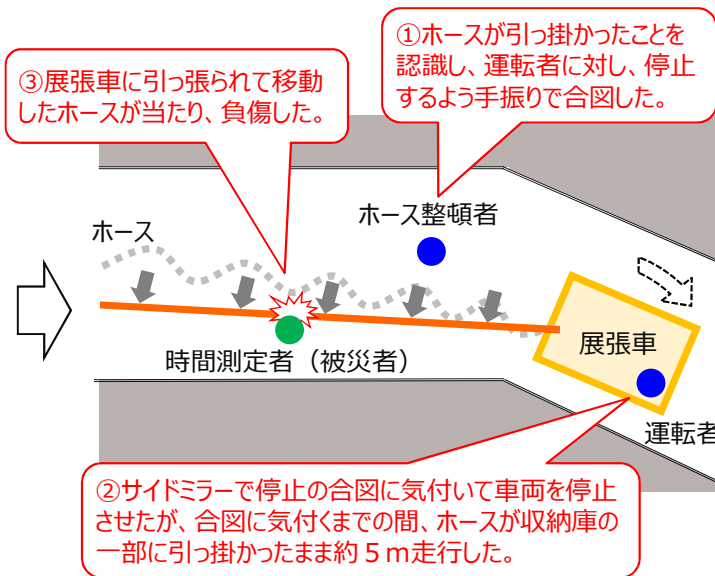 ①ホースが引っ掛かったことを
認識し、運転者に対し、停止
するよう手振りで合図した。
③展張車に引っ張られて移動
したホースが当たり、負傷した。
ホース整頓者
ホース
展張車
時間測定者（被災者）
運転者
②サイドミラーで停止の合図に気付いて車両を停止
させたが、合図に気付くまでの間、ホースが収納庫の
一部に引っ掛かったまま約５ｍ走行した。